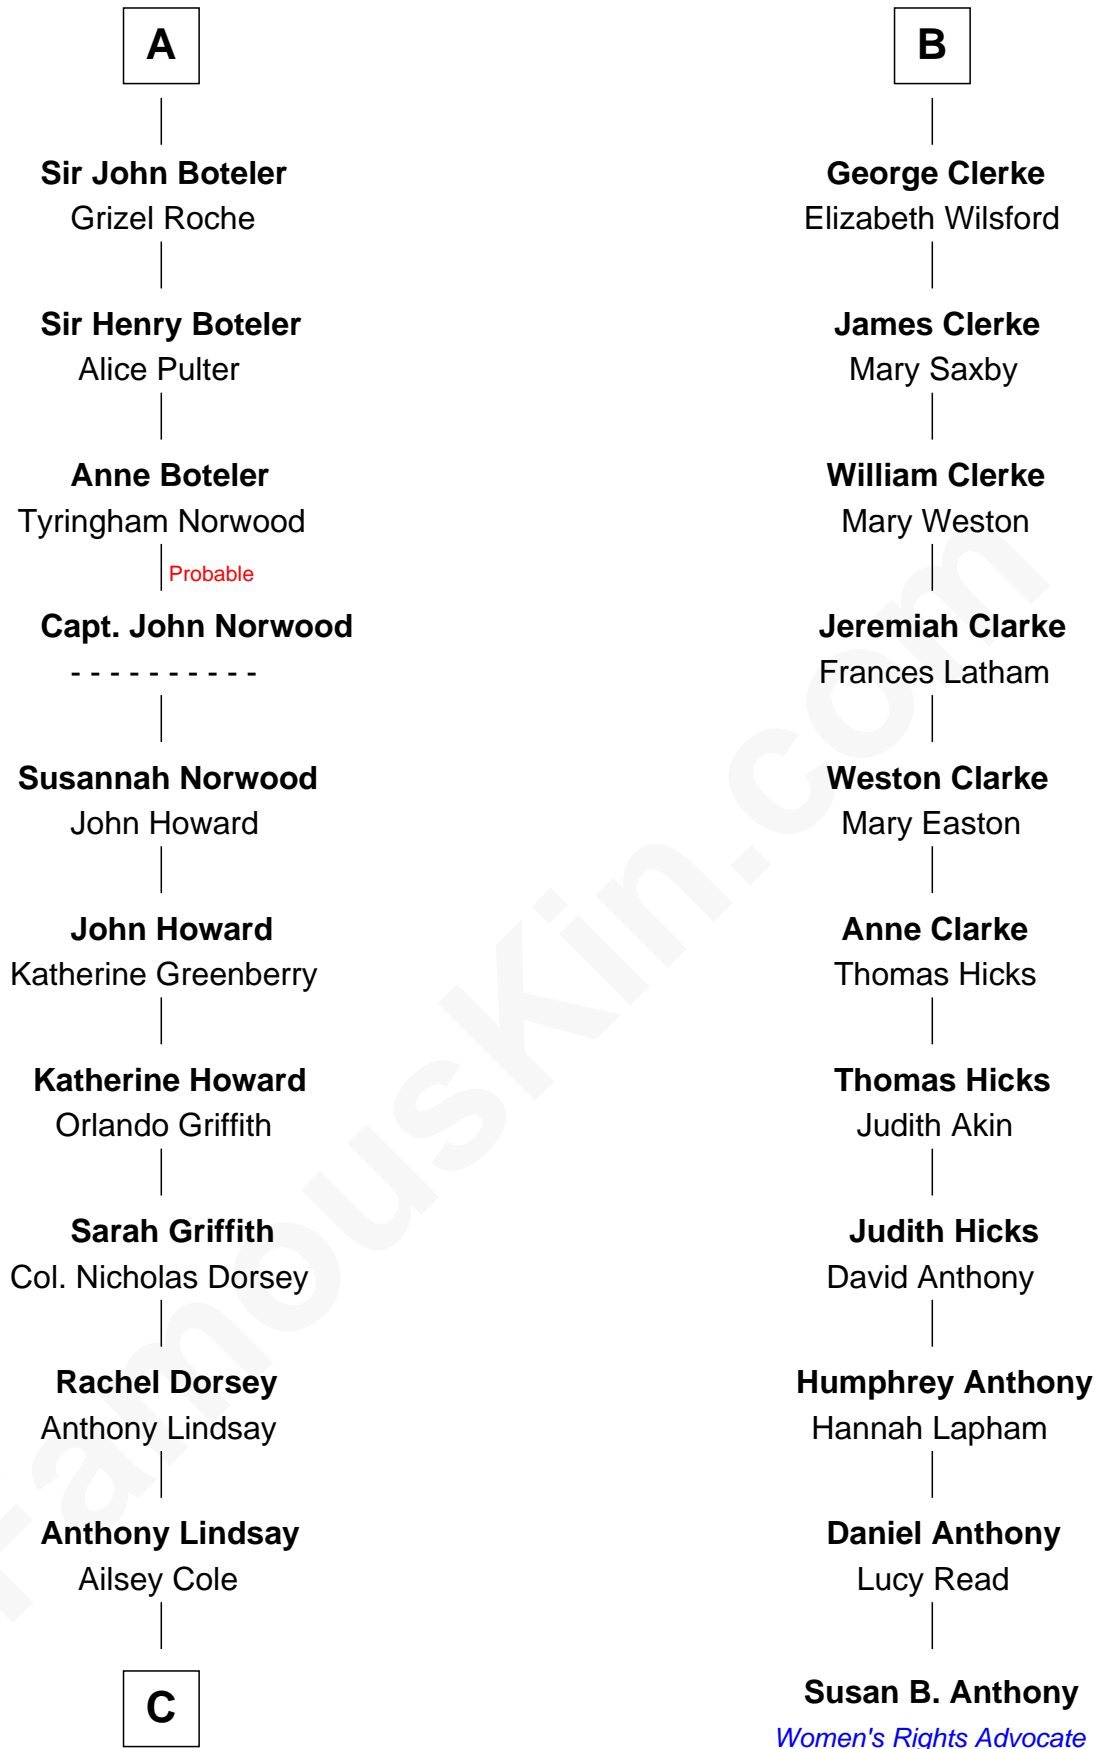 A
Sir John Boteler
Grizel Roche
Sir Henry Boteler
Alice Pulter
Anne Boteler
Tyringham Norwood
Probable
Capt. John Norwood
- - - - - - - - - -
Susannah Norwood
John Howard
John Howard
Katherine Greenberry
Katherine Howard
Orlando Griffith
Sarah Griffith
Col. Nicholas Dorsey
Rachel Dorsey
Anthony Lindsay
Anthony Lindsay
Ailsey Cole
C
B
George Clerke
Elizabeth Wilsford
James Clerke
Mary Saxby
William Clerke
Mary Weston
Jeremiah Clarke
Frances Latham
Weston Clarke
Mary Easton
Anne Clarke
Thomas Hicks
Thomas Hicks
Judith Akin
Judith Hicks
David Anthony
Humphrey Anthony
Hannah Lapham
Daniel Anthony
Lucy Read
Susan B. Anthony
Women's Rights Advocate
FamousKin.com